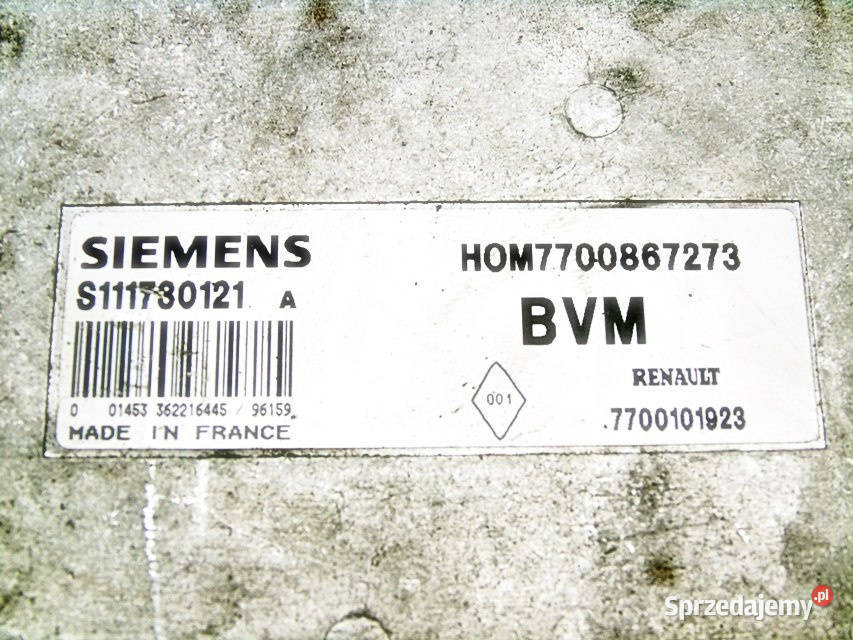 SIEMENS
S111730121 A
0 01453 362216445 / 96159
MADE IN FRANCE
HOM7700867273
BVM
001
RENAULT
.7700101923
Sprzedajemy.pl